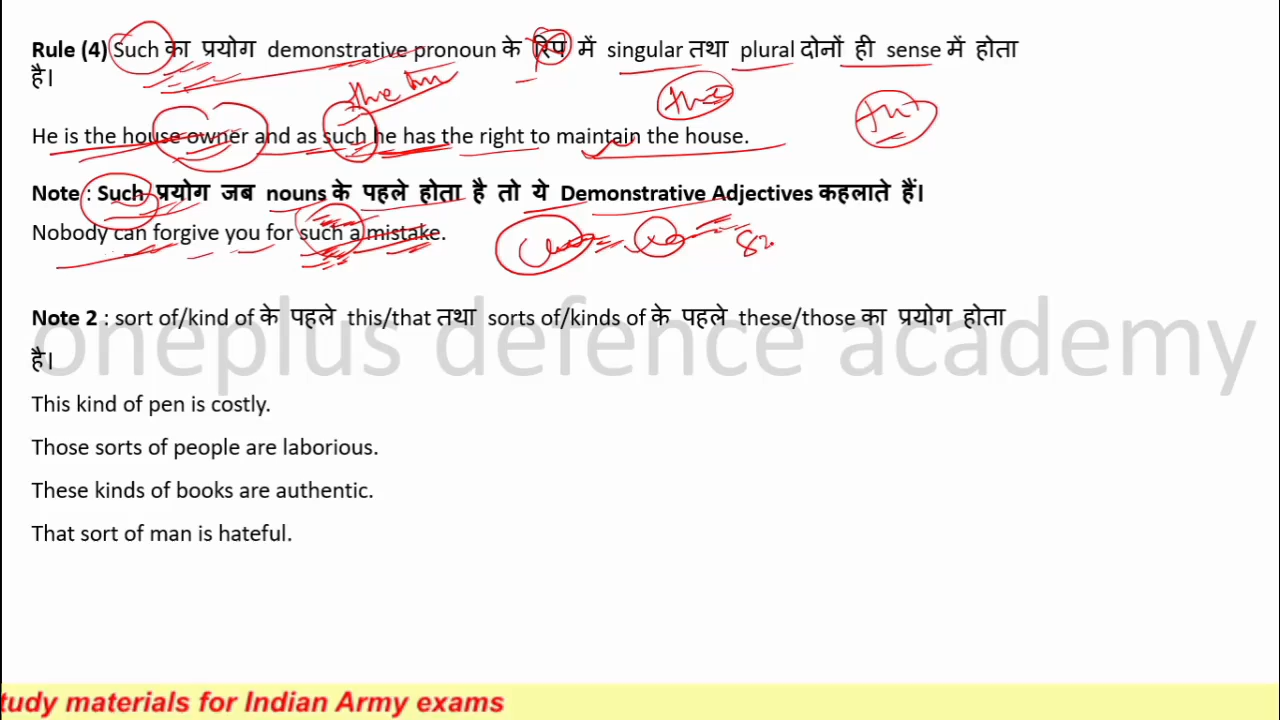 Rule (4) Such का प्रयोग demonstrative pronoun के में singular तथा plural दोनों ही sense में होता
है।
He is the house owner and as such he has the right to maintain the house.
Note : Such प्रयोग जब nouns के पहले होता है तो ये Demonstrative Adjectives कहलाते हैं।
Nobody can forgive you for such a mistake.
Note 2 : sort of/kind of के पहले this/that तथा sorts of/kinds of के पहले these/those का प्रयोग होता
है।
oneplus defence academy
This kind of pen is costly.
Those sorts of people are laborious.
These kinds of books are authentic.
That sort of man is hateful.
tudy materials for Indian Army exams